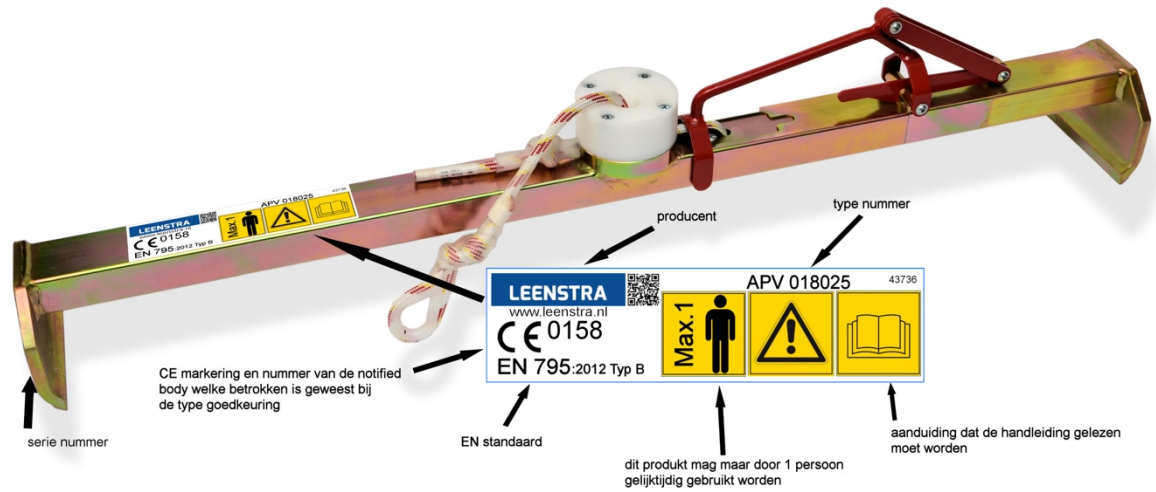 APV 018025 43736
LEENSTRA
www.leenstra.nl
CE 0158
EN 795:2012 Typ B
Max.1
producent
type nummer
APV 018025 43736
LEENSTRA
www.leenstra.nl
CE 0158
EN 795:2012 Typ B
Max.1
CE markering en nummer van de notified
body welke betrokken is geweest bij
de type goedkeuring
serie nummer
EN standaard
dit produkt mag maar door 1 persoon
gelijktijdig gebruikt worden
aanduiding dat de handleiding gelezen
moet worden